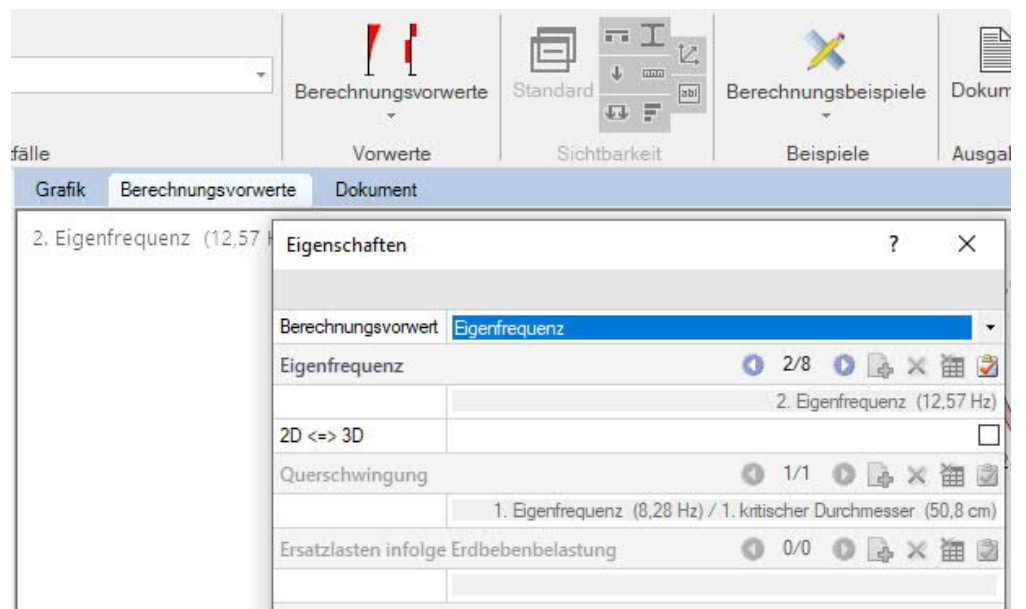 Berechnungsvorwerte
Standard
abl
Berechnungsbeispiele
Dokum
fälle
Vorwerte
Sichtbarkeit
Beispiele
Ausgal
Grafik
Berechnungsvorwerte
Dokument
2. Eigenfrequenz (12,57 H
Eigenschaften
?
Berechnungsvorwert
Eigenfrequenz
Eigenfrequenz
2/8
2. Eigenfrequenz (12,57 Hz)
2D <=> 3D
Querschwingung
1/1
1. Eigenfrequenz (8,28 Hz) / 1. kritischer Durchmesser (50,8 cm)
Ersatzlasten infolge Erdbebenbelastung
0/0